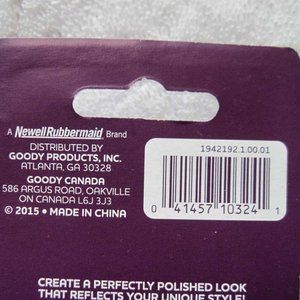 A NewellRubbermaid Brand
DISTRIBUTED BY
GOODY PRODUCTS, INC.
ATLANTA, GA 30328
GOODY CANADA
586 ARGUS ROAD, OAKVILLE
ON CANADA L6J 3J3
© 2015 • MADE IN CHINA
1942192.1.00.01
0 41457 10324 1
CREATE A PERFECTLY POLISHED LOOK
THAT REFLECTS YOUR UNIQUE STYLE!